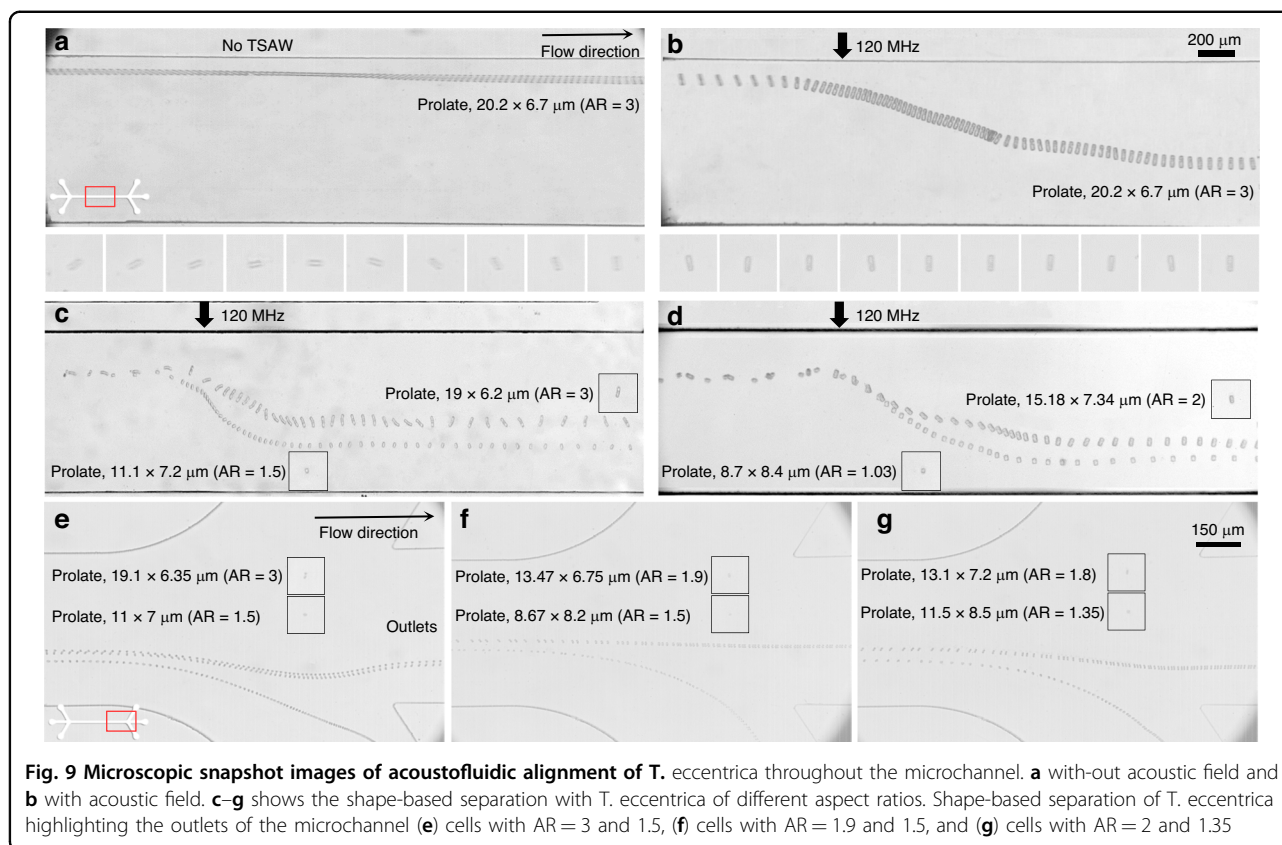 a
No TSAW
Flow direction
Prolate, 20.2 × 6.7 μm (AR = 3)
b
120 MHz
200 μm
Prolate, 20.2 × 6.7 μm (AR = 3)
c
120 MHz
Prolate, 19 × 6.2 μm (AR = 3)
Prolate, 11.1 × 7.2 μm (AR = 1.5)
d
120 MHz
Prolate, 15.18 × 7.34 μm (AR = 2)
Prolate, 8.7 × 8.4 μm (AR = 1.03)
e
Flow direction
Prolate, 19.1 × 6.35 μm (AR = 3)
Prolate, 11 × 7 μm (AR = 1.5)
Outlets
f
Prolate, 13.47 × 6.75 μm (AR = 1.9)
Prolate, 8.67 × 8.2 μm (AR = 1.5)
g
150 μm
Prolate, 13.1 × 7.2 μm (AR = 1.8)
Prolate, 11.5 × 8.5 μm (AR = 1.35)
Fig. 9 Microscopic snapshot images of acoustofluidic alignment of T. eccentrica throughout the microchannel. a with-out acoustic field and
b with acoustic field. c–g shows the shape-based separation with T. eccentrica of different aspect ratios. Shape-based separation of T. eccentrica
highlighting the outlets of the microchannel (e) cells with AR = 3 and 1.5, (f) cells with AR = 1.9 and 1.5, and (g) cells with AR = 2 and 1.35